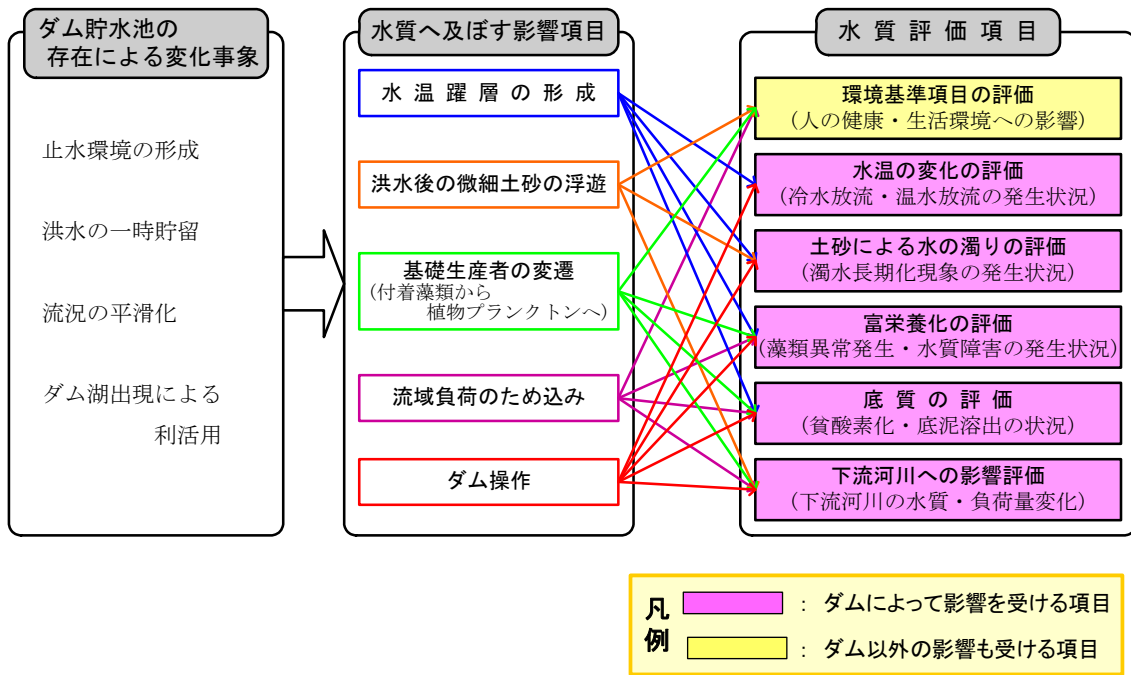 ダム貯水池の
存在による変化事象
止水環境の形成
洪水の一時貯留
流況の平滑化
ダム湖出現による
利活用
水質へ及ぼす影響項目
水温躍層の形成
洪水後の微細土砂の浮遊
基礎生産者の変遷
(付着藻類から
植物プランクトンへ)
流域負荷のため込み
ダム操作
水質評価項目
環境基準項目の評価
(人の健康・生活環境への影響)
水温の変化の評価
(冷水放流・温水放流の発生状況)
土砂による水の濁りの評価
(濁水長期化現象の発生状況)
富栄養化の評価
(藻類異常発生・水質障害の発生状況)
底質の評価
(貧酸素化・底泥溶出の状況)
下流河川への影響評価
(下流河川の水質・負荷量変化)
凡例
： ダムによって影響を受ける項目
： ダム以外の影響も受ける項目